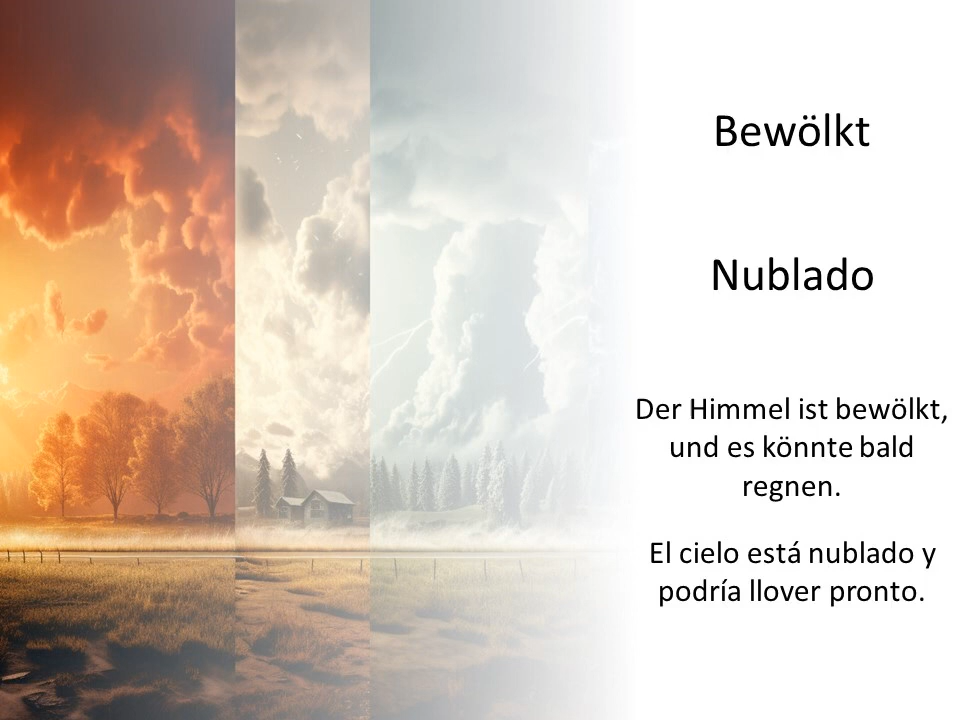 Bewölkt
Nublado
Der Himmel ist bewölkt,
und es könnte bald
regnen.
El cielo está nublado y
podría llover pronto.